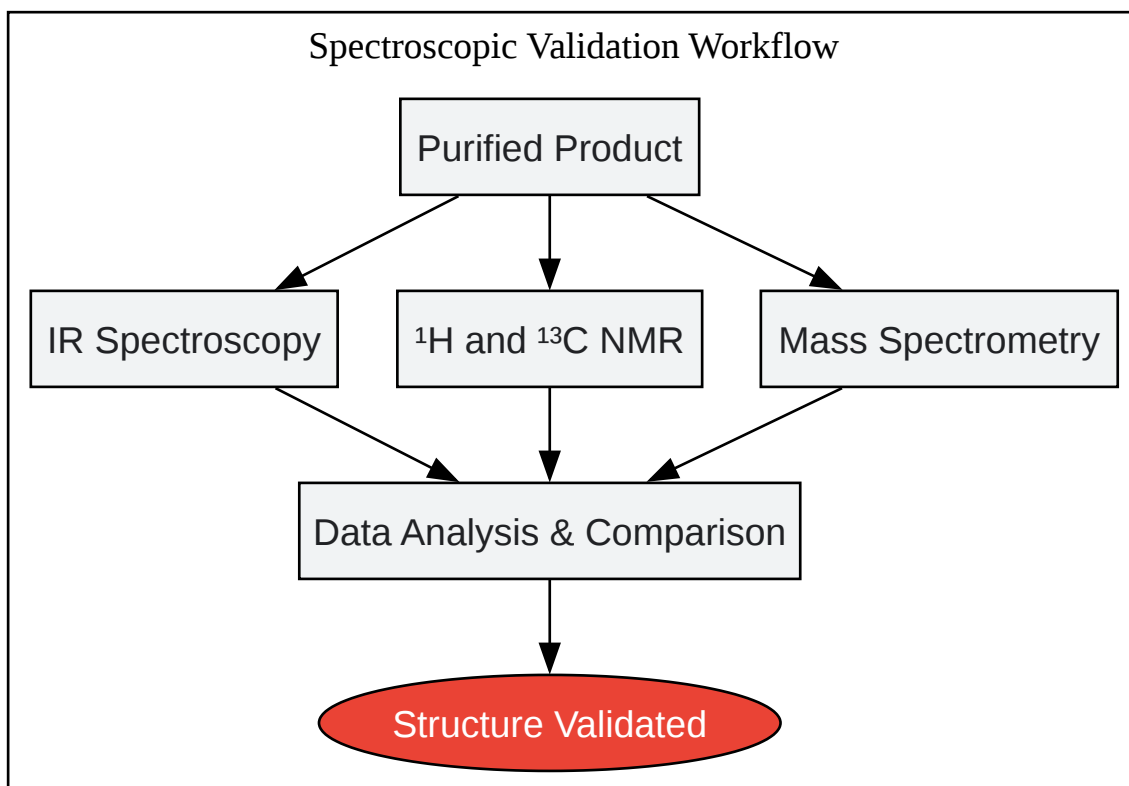 Spectroscopic Validation Workflow
Purified Product
IR Spectroscopy
¹H and ¹³C NMR
Mass Spectrometry
Data Analysis & Comparison
Structure Validated